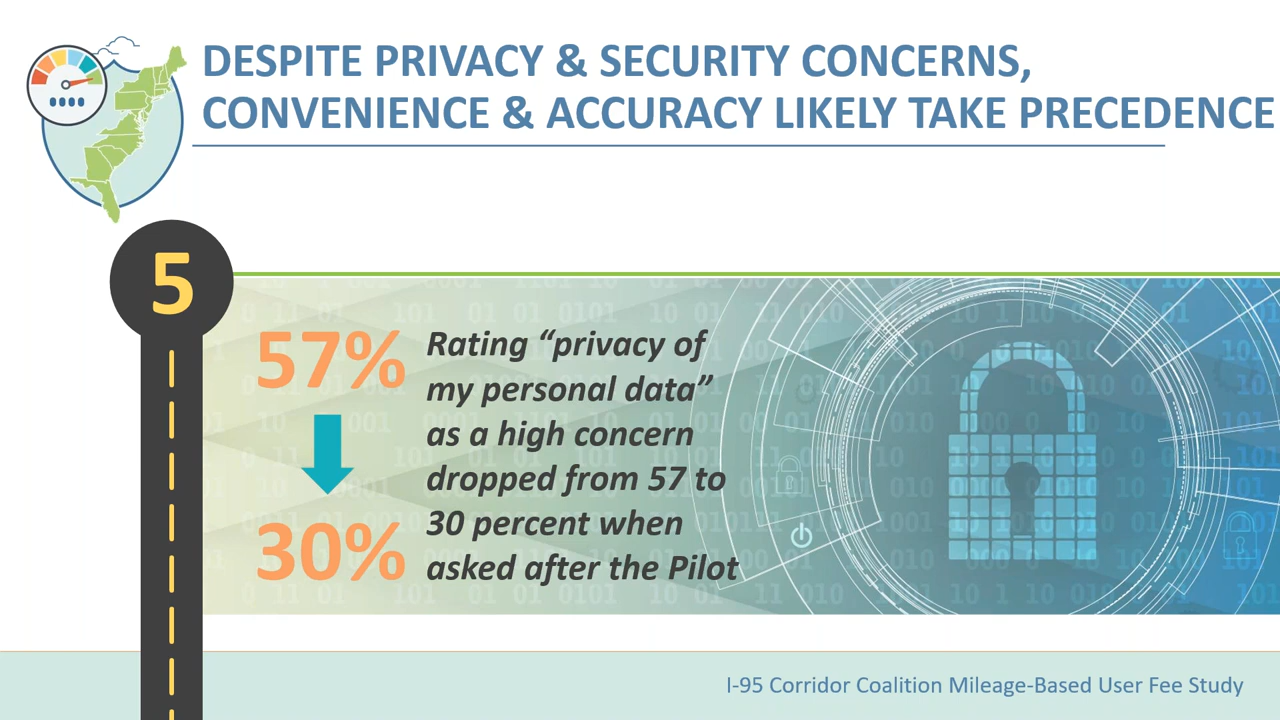 DESPITE PRIVACY & SECURITY CONCERNS,
CONVENIENCE & ACCURACY LIKELY TAKE PRECEDENCE
5
57%
30%
Rating “privacy of
my personal data”
as a high concern
dropped from 57 to
30 percent when
asked after the Pilot
I-95 Corridor Coalition Mileage-Based User Fee Study